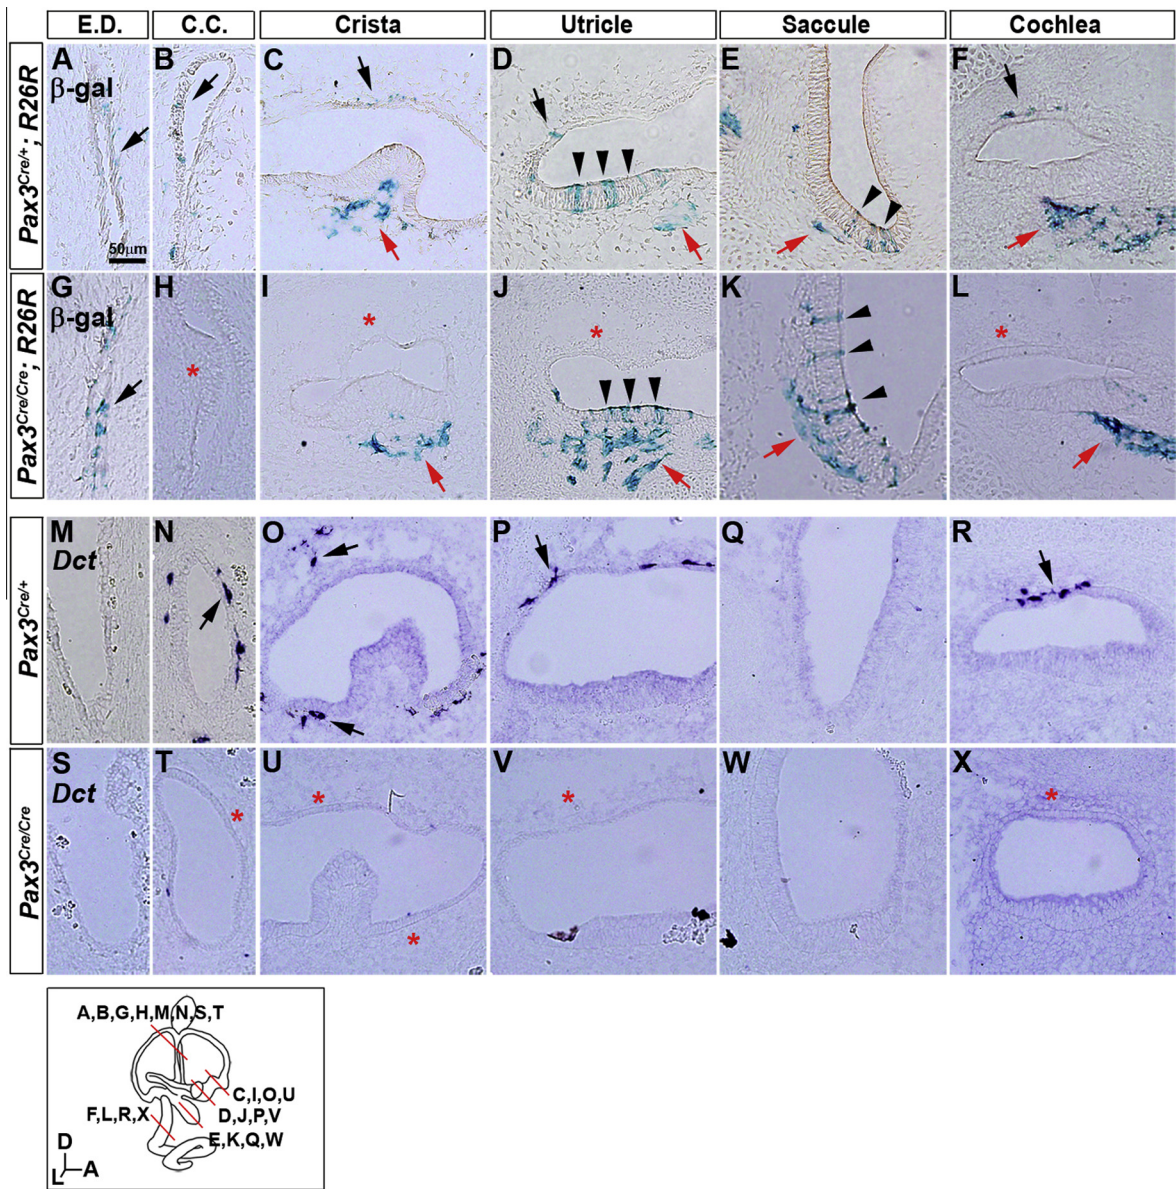 E.D. C.C. Crista Utricle Saccule Cochlea
Pax3Cre/+; R26R
A B C D E F
β-gal
50μm
Pax3Cre/Cre; R26R
G H I J K L
β-gal
* * * *
Pax3Cre/+
M N O P Q R
Dct
Pax3Cre/Cre
S T U V W X
Dct
* * * * *
A,B,G,H,M,N,S,T
C,I,O,U
F,L,R,X D,J,P,V
E,K,Q,W
D
L A